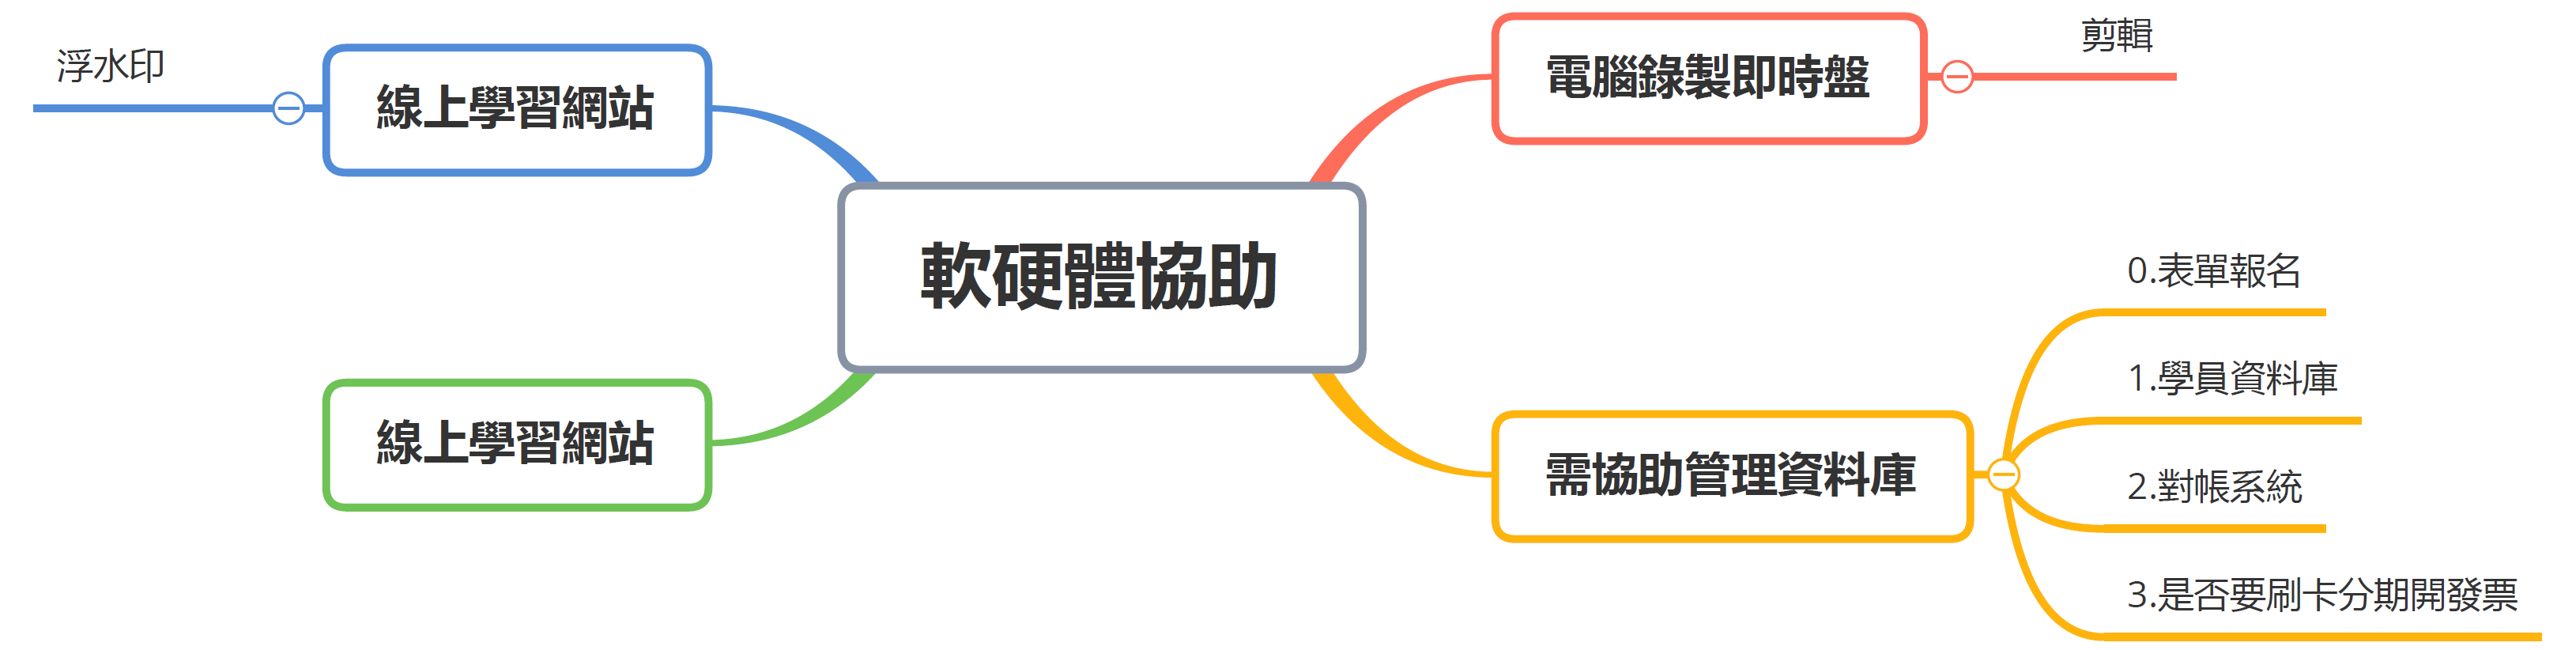 軟硬體協助
電腦錄製即時盤
剪輯
需協助管理資料庫
0.表單報名
1.學員資料庫
2.對帳系統
3.是否要刷卡分期開發票
線上學習網站
浮水印
線上學習網站